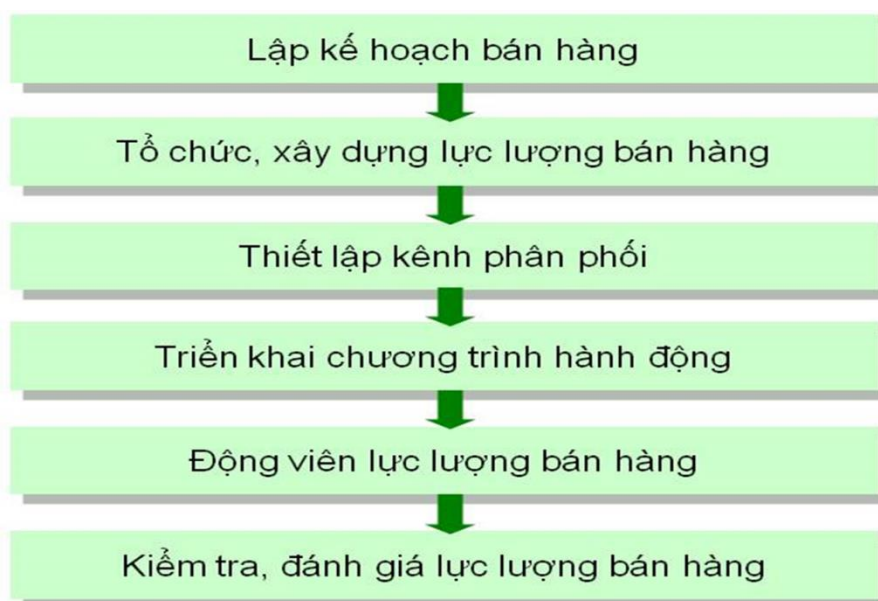 Lập kế hoạch bán hàng
Tổ chức, xây dựng lực lượng bán hàng
Thiết lập kênh phân phối
Triển khai chương trình hành động
Động viên lực lượng bán hàng
Kiểm tra, đánh giá lực lượng bán hàng